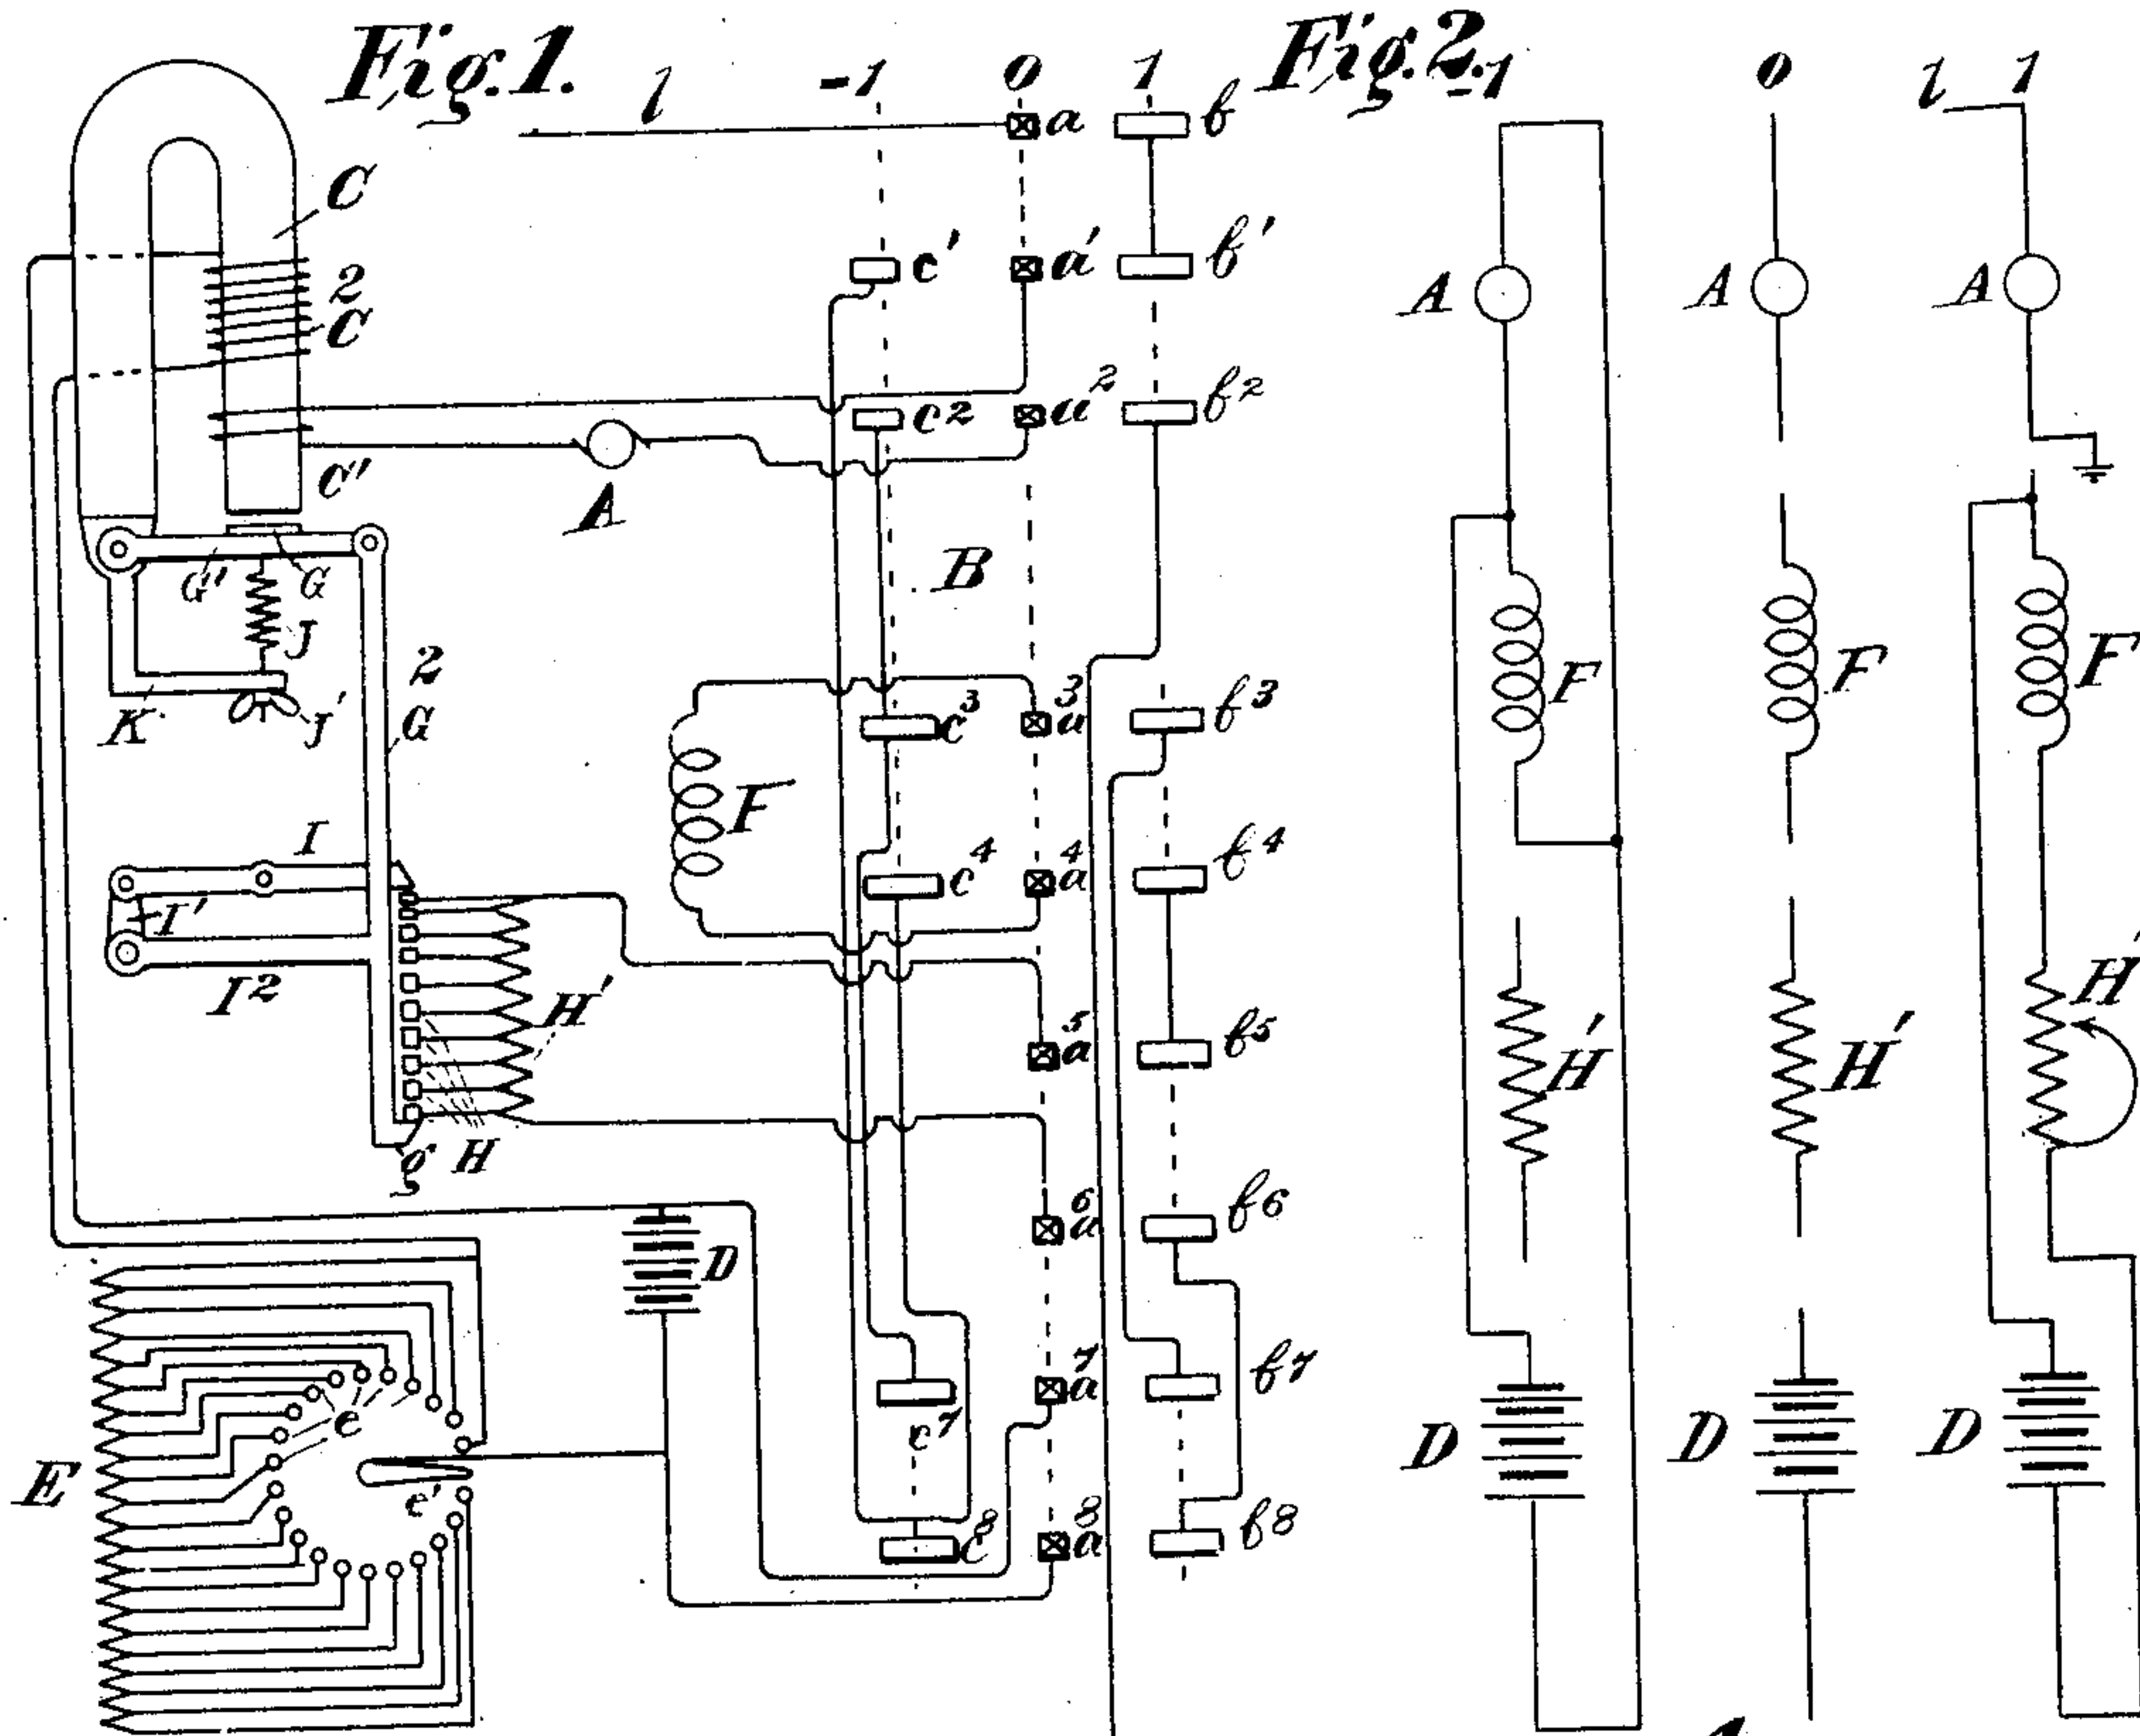 Fig. 1.
l
-1
0
1
a
b
C
c'
a'
b'
2
C
c2
a2
b2
C'
A
B
G'
G
J
K
J'
2
G
c3
a3
b3
F
I
c4
a4
b4
I'
I2
H'
a5
b5
g
H
a6
b6
D
c7
a7
b7
e
E
e'
c8
a8
b8
Fig. 2.
-1
0
l
1
A
A
A
F
F
F
H'
H'
H'
D
D
D